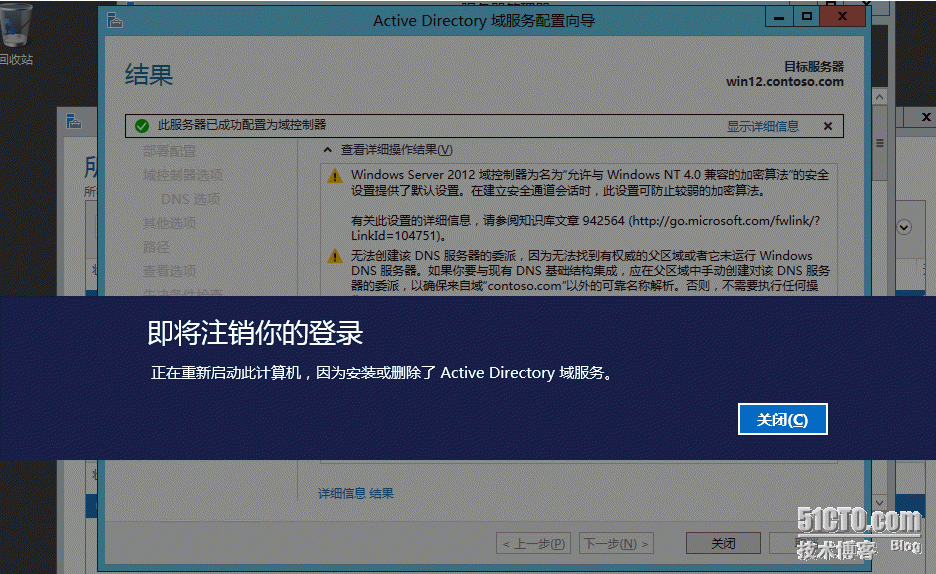 回收站
Active Directory 域服务配置向导
结果
目标服务器
win12.contoso.com
此服务器已成功配置为域控制器
显示详细信息
部署配置
查看详细操作结果(V)
域控制器选项
DNS 选项
其他选项
路径
查看选项
Windows Server 2012 域控制器为名为“允许与 Windows NT 4.0 兼容的加密算法”的安全
设置提供了默认设置。在建立安全通道会话时，此设置可防止较弱的加密算法。
有关此设置的详细信息，请参阅知识库文章 942564 (http://go.microsoft.com/fwlink/?
LinkId=104751)。
无法创建该 DNS 服务器的委派，因为无法找到有权威的父区域或者它未运行 Windows
DNS 服务器。如果你要与现有 DNS 基础结构集成，应在父区域中手动创建对该 DNS 服务
器的委派，以确保来自域“contoso.com”以外的可靠名称解析。否则，不需要执行任何操
即将注销你的登录
正在重新启动此计算机，因为安装或删除了 Active Directory 域服务。
关闭(C)
详细信息 结果
< 上一步(P)
下一步(N) >
关闭
51CTO.com
技术博客 Blog